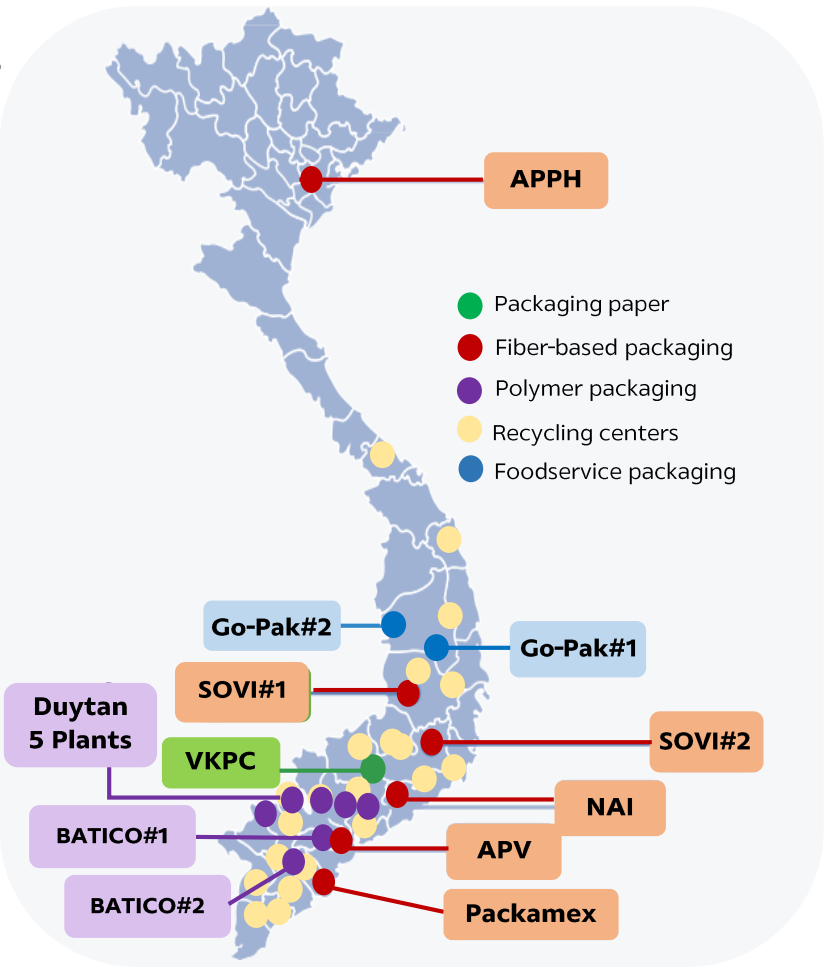 APPH
Packaging paper
Fiber-based packaging
Polymer packaging
Recycling centers
Foodservice packaging
Go-Pak#2
Go-Pak#1
SOVI#1
Duytan
5 Plants
SOVI#2
VKPC
NAI
BATICO#1
APV
BATICO#2
Packamex